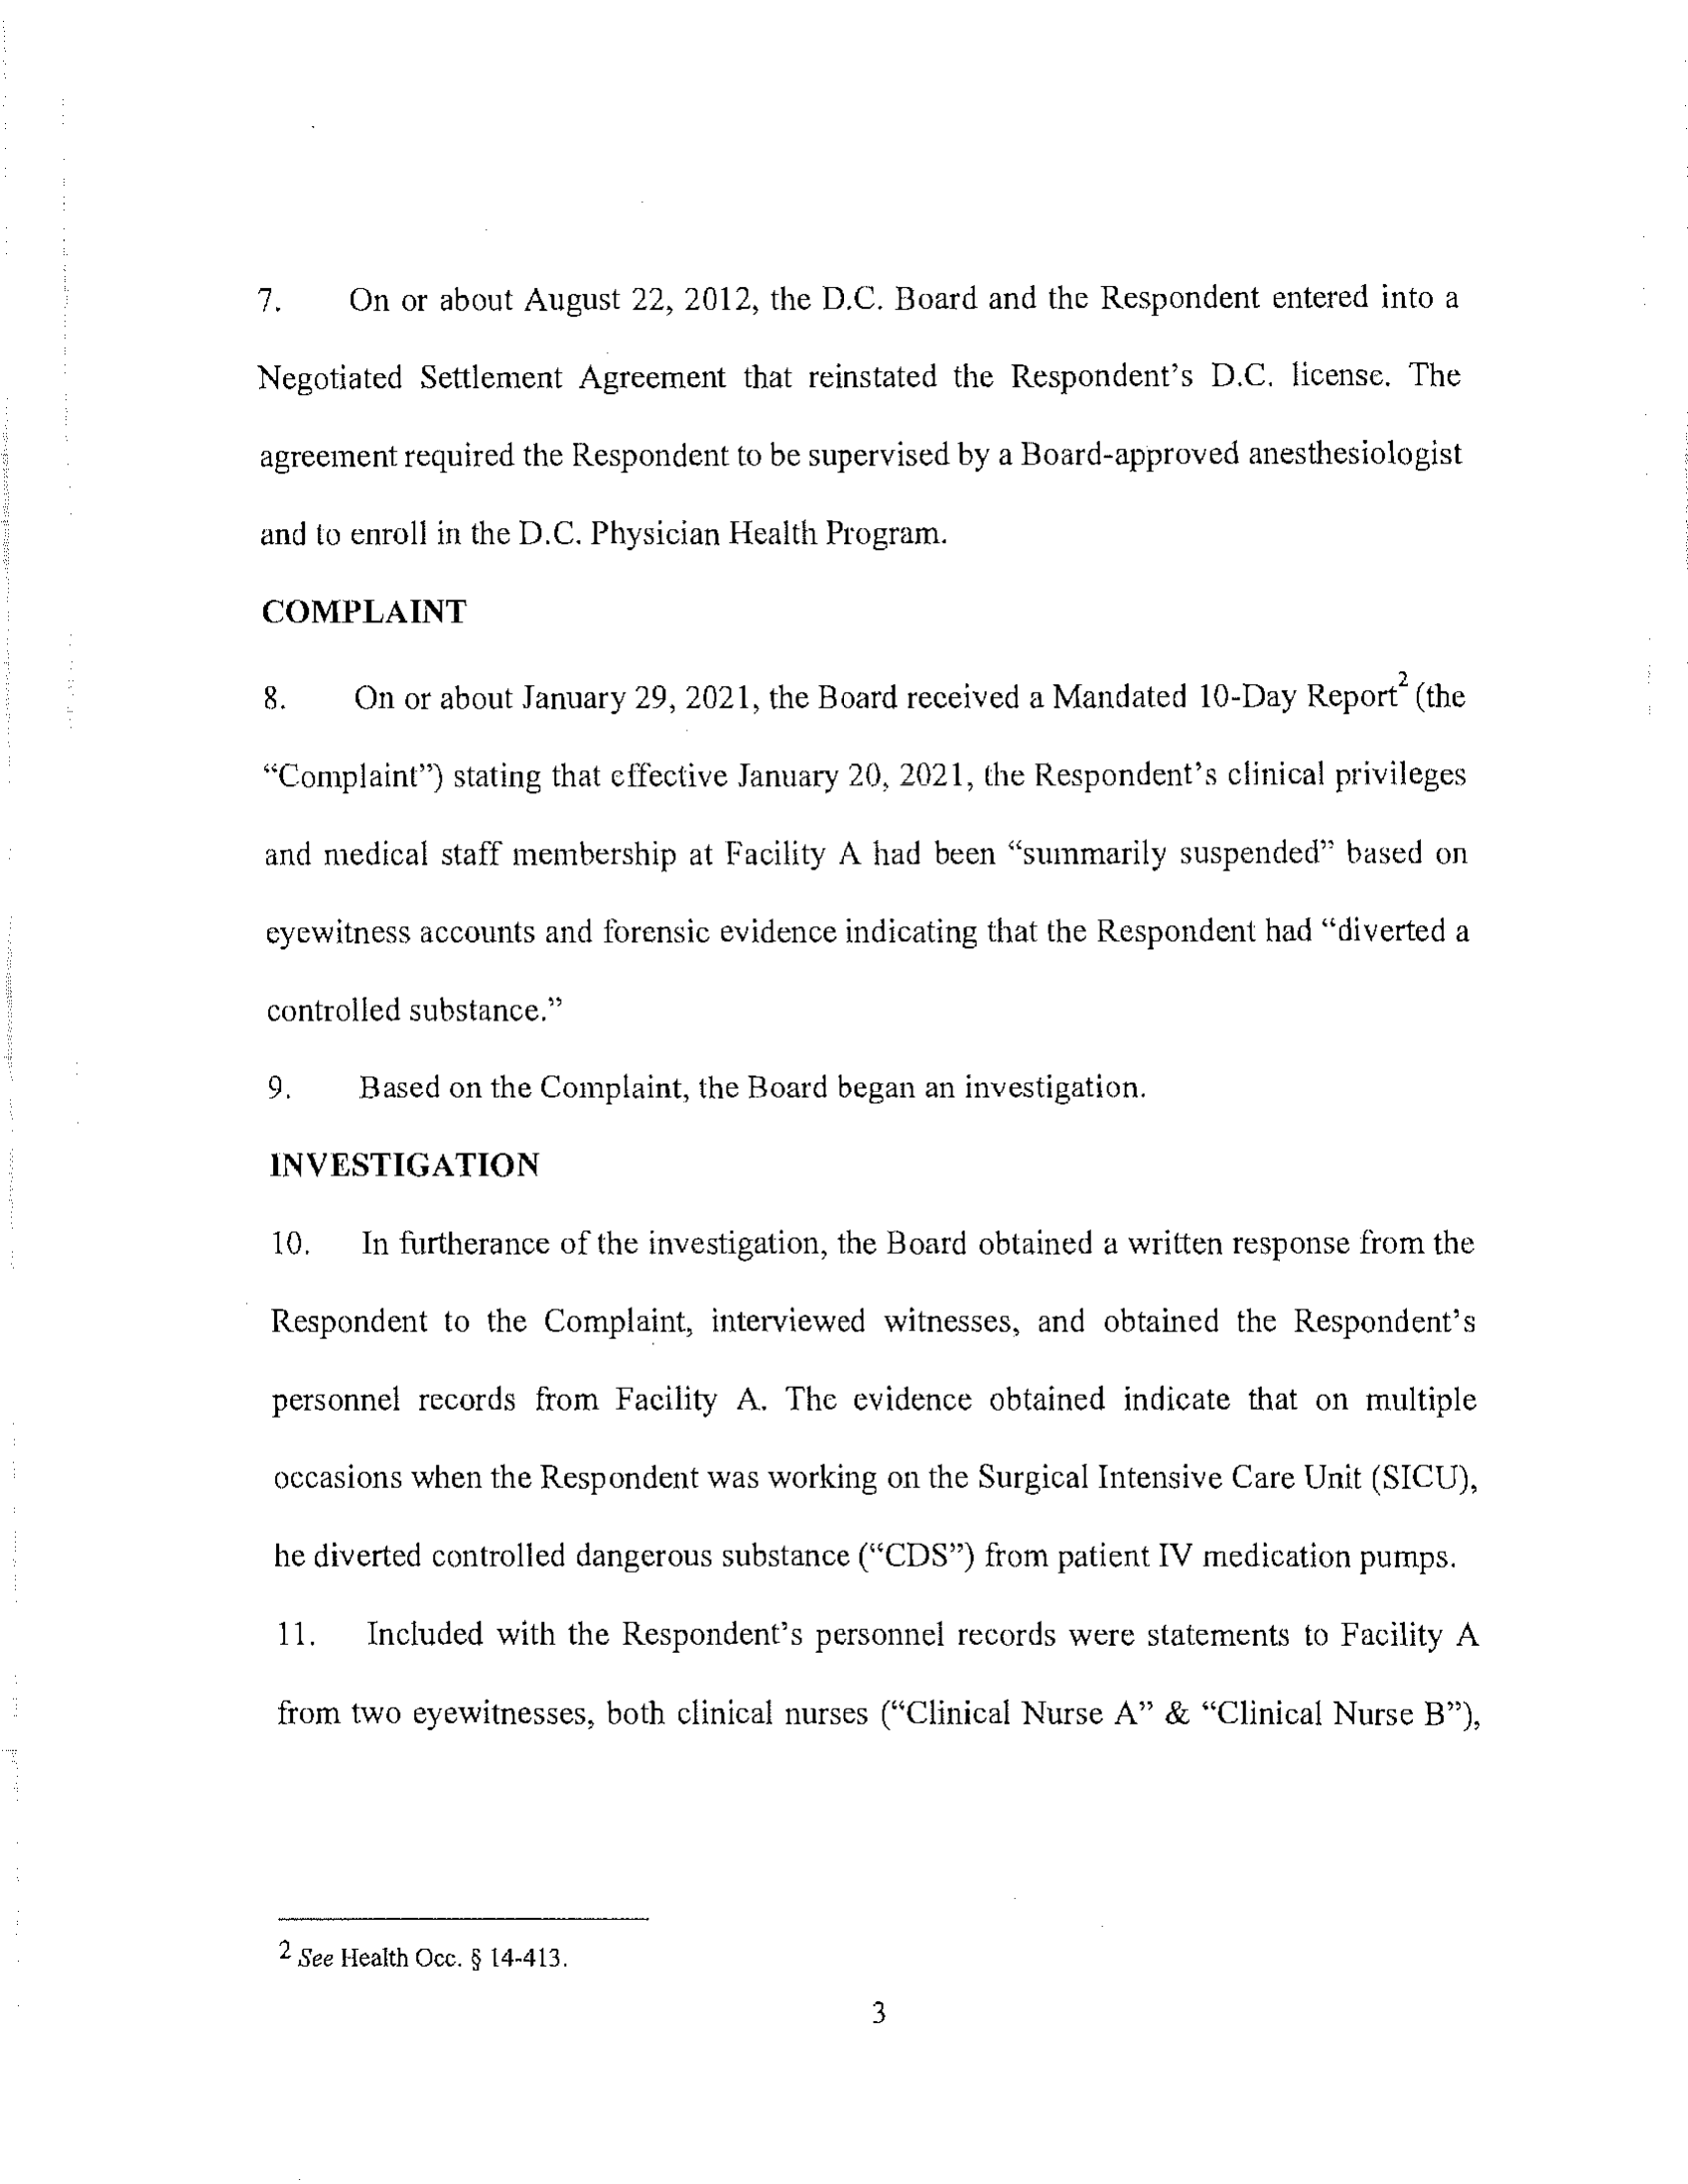 7. On or about August 22, 2012, the D.C. Board and the Respondent entered into a
Negotiated Settlement Agreement that reinstated the Respondent's D.C. license. The
agreement required the Respondent to be supervised by a Board-approved anesthesiologist
and to enroll in the D.C. Physician Health Program.
COMPLAINT
8. On or about January 29, 2021, the Board received a Mandated 10-Day Report2 (the
“Complaint”) stating that effective January 20, 2021, the Respondent's clinical privileges
and medical staff membership at Facility A had been “summarily suspended” based on
eyewitness accounts and forensic evidence indicating that the Respondent had “diverted a
controlled substance.”
9. Based on the Complaint, the Board began an investigation.
INVESTIGATION
10. In furtherance of the investigation, the Board obtained a written response from the
Respondent to the Complaint, interviewed witnesses, and obtained the Respondent's
personnel records from Facility A. The evidence obtained indicate that on multiple
occasions when the Respondent was working on the Surgical Intensive Care Unit (SICU),
he diverted controlled dangerous substance (“CDS”) from patient IV medication pumps.
11. Included with the Respondent's personnel records were statements to Facility A
from two eyewitnesses, both clinical nurses (“Clinical Nurse A” & “Clinical Nurse B”),
2 See Health Occ. § 14-413.
3